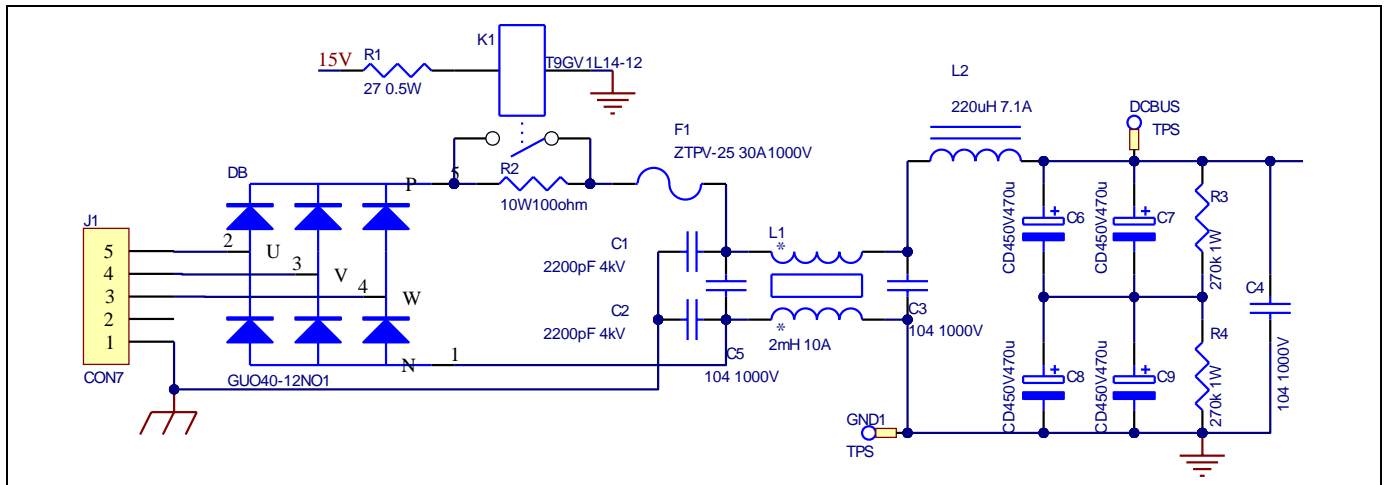 K1
15V
R1
T9GV1L14-12
27 0.5W
L2
220uH 7.1A
DCBUS
TPS
F1
ZTPV-25 30A1000V
DB
P
5
R2
10W100ohm
J1
5
4
3
2
1
CON7
2
U
3
V
4
W
N
1
GUO40-12NO1
C1
2200pF 4kV
C2
2200pF 4kV
L1
*
*
2mH 10A
C5
104 1000V
C3
104 1000V
CD450V470u
+
C6
CD450V470u
+
C7
R3
270k 1W
CD450V470u
+
C8
CD450V470u
+
C9
R4
270k 1W
C4
104 1000V
GND1
TPS